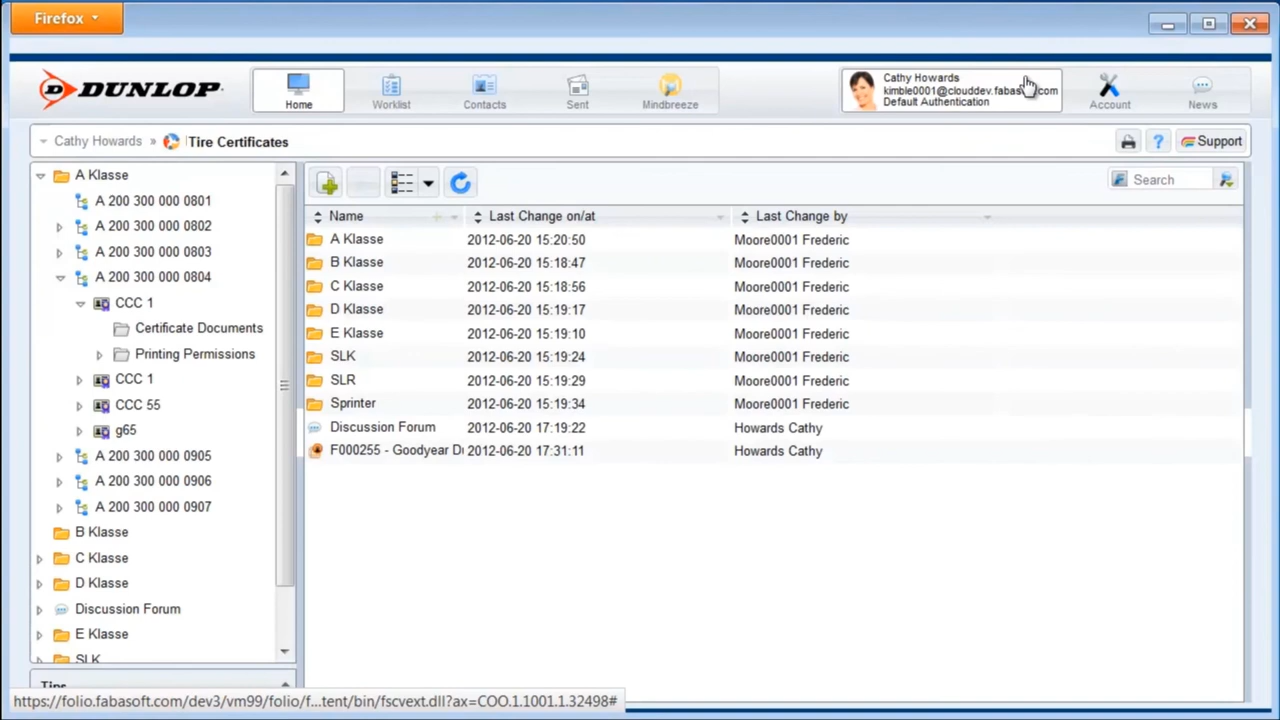 Firefox
DUNLOP
Home
Worklist
Contacts
Sent
Mindbreeze
Cathy Howards
kimble0001@clouddev.fabaso .com
Default Authentication
Account
News
Cathy Howards » Tire Certificates
? Support
A Klasse
A 200 300 000 0801
A 200 300 000 0802
A 200 300 000 0803
A 200 300 000 0804
CCC 1
Certificate Documents
Printing Permissions
CCC 1
CCC 55
g65
A 200 300 000 0905
A 200 300 000 0906
A 200 300 000 0907
B Klasse
C Klasse
D Klasse
Discussion Forum
E Klasse
SLK
Tips
Search
Name Last Change on/at Last Change by
A Klasse 2012-06-20 15:20:50 Moore0001 Frederic
B Klasse 2012-06-20 15:18:47 Moore0001 Frederic
C Klasse 2012-06-20 15:18:56 Moore0001 Frederic
D Klasse 2012-06-20 15:19:17 Moore0001 Frederic
E Klasse 2012-06-20 15:19:10 Moore0001 Frederic
SLK 2012-06-20 15:19:24 Moore0001 Frederic
SLR 2012-06-20 15:19:29 Moore0001 Frederic
Sprinter 2012-06-20 15:19:34 Moore0001 Frederic
Discussion Forum 2012-06-20 17:19:22 Howards Cathy
F000255 - Goodyear Du 2012-06-20 17:31:11 Howards Cathy
https://folio.fabasoft.com/dev3/vm99/folio/f...tent/bin/fscvext.dll?ax=COO.1.1001.1.32498#